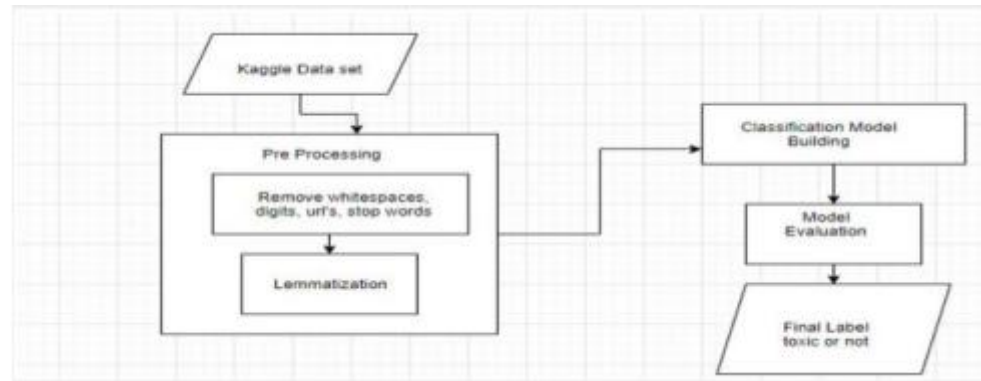 Kaggle Data set
Pre Processing
Remove whitespaces,
digits, url's, stop words
Lemmatization
Classification Model
Building
Model
Evaluation
Final Label
toxic or not